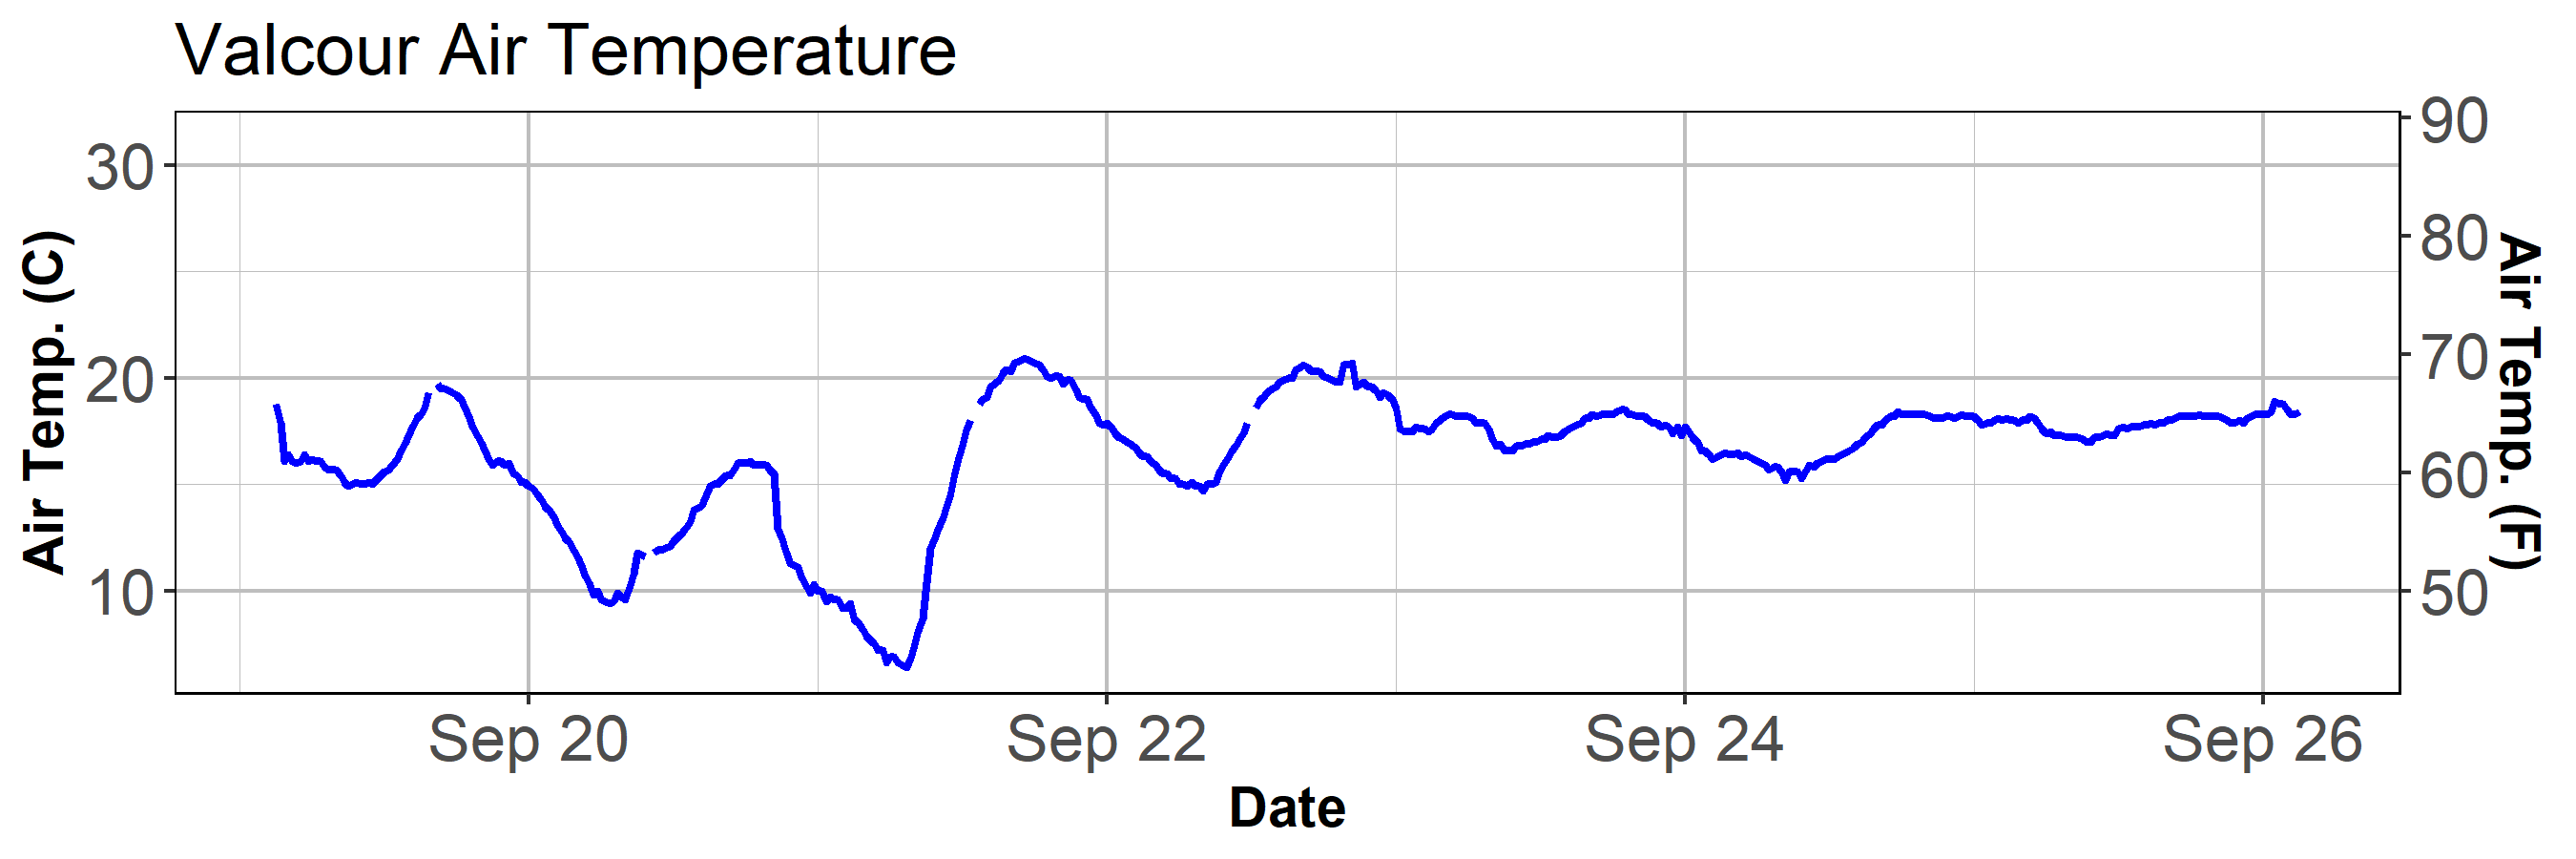 Valcour Air Temperature
Air Temp. (C)
30
20
10
90
80
70
60
50
Air Temp. (F)
Sep 20
Sep 22
Sep 24
Sep 26
Date